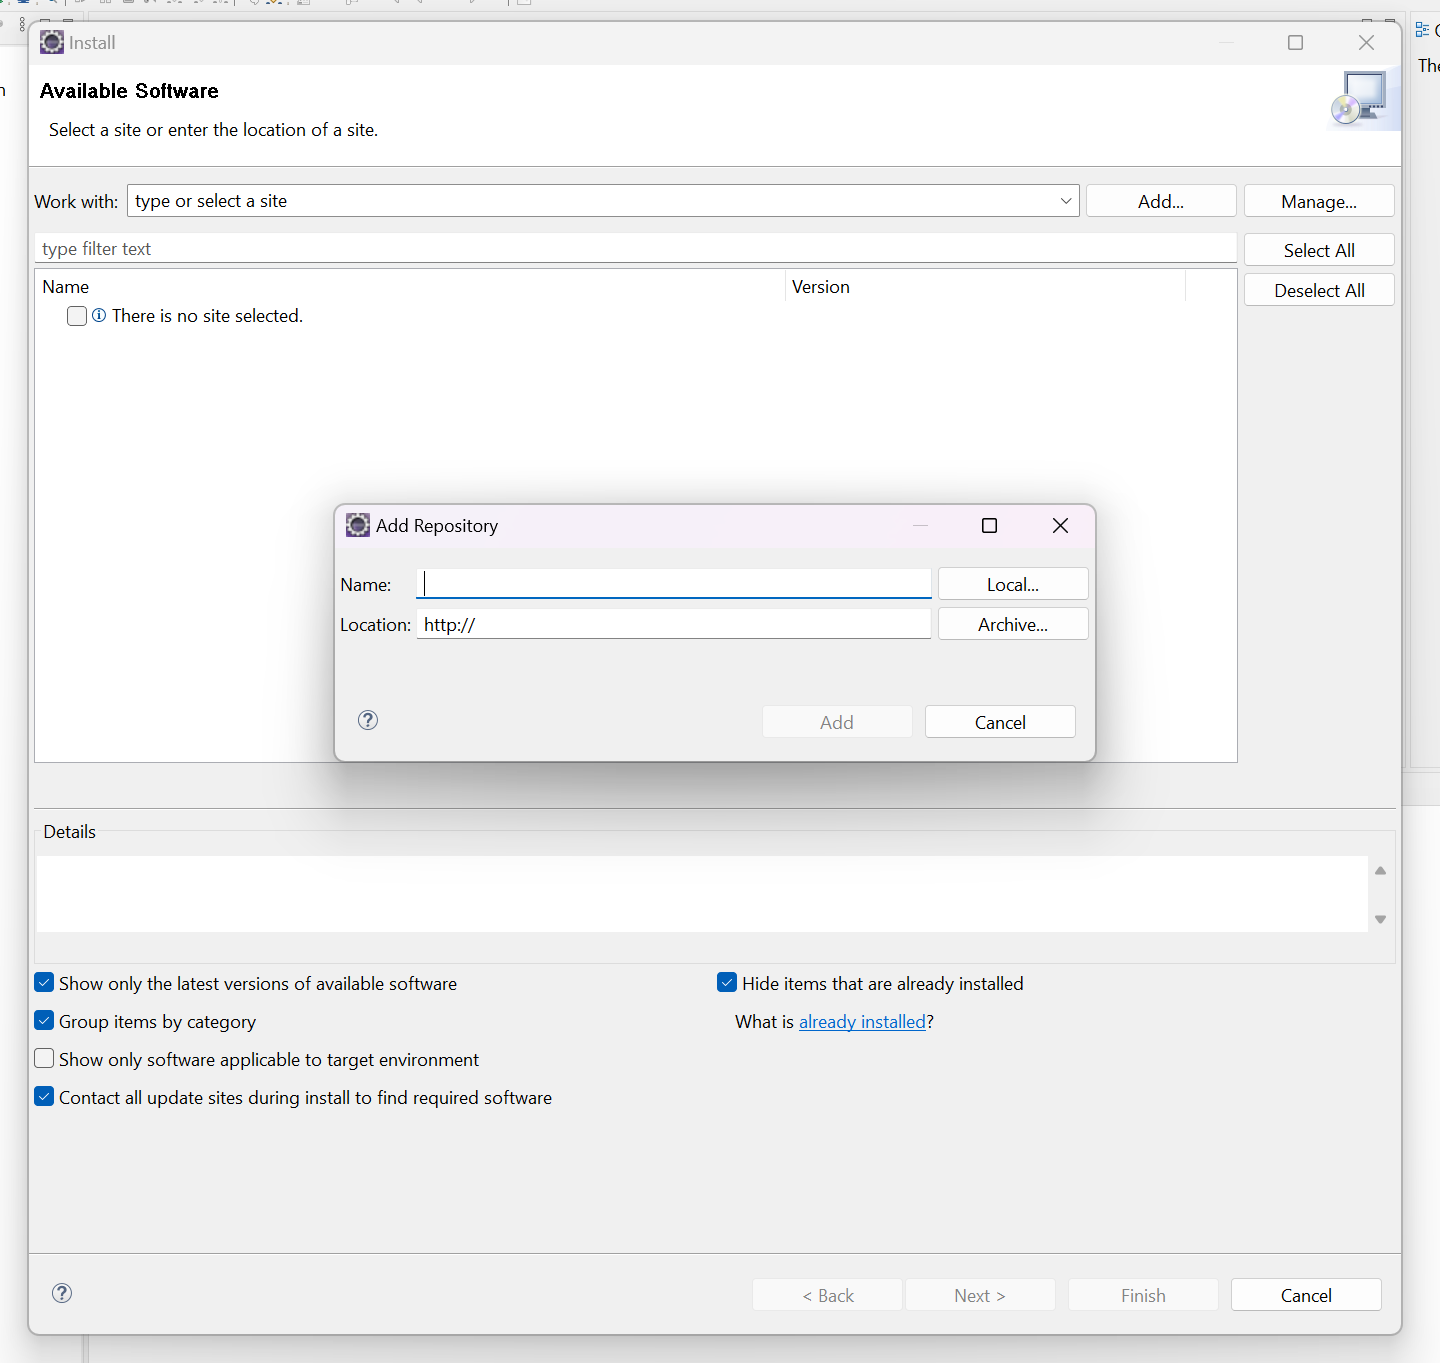 Install
Available Software
Select a site or enter the location of a site.
Work with: type or select a site Add... Manage...
type filter text Select All
Name Version Deselect All
There is no site selected.
Add Repository
Name: Local...
Location: http:// Archive...
Add Cancel
Details
Show only the latest versions of available software Hide items that are already installed
Group items by category What is already installed?
Show only software applicable to target environment
Contact all update sites during install to find required software
< Back Next > Finish Cancel